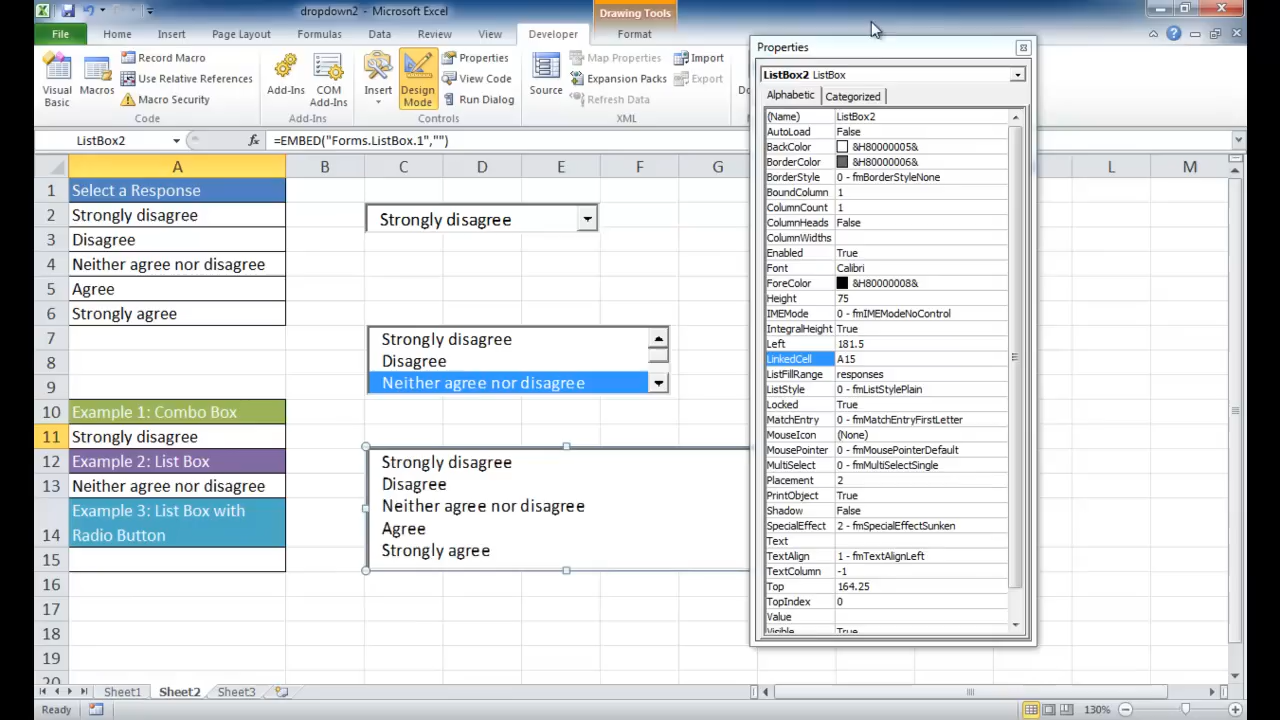 dropdown2 - Microsoft Excel
Drawing Tools
File Home Insert Page Layout Formulas Data Review View Developer Format
Visual Basic
Macros
Record Macro
Use Relative References
Macro Security
Code
Add-Ins
COM Add-Ins
Add-Ins
Insert
Design Mode
Properties
View Code
Run Dialog
Controls
Source
Map Properties
Expansion Packs
Refresh Data
Import
Export
XML
ListBox2 fx =EMBED("Forms.ListBox.1","")
A B C D E F G L M
1 Select a Response
2 Strongly disagree
3 Disagree
4 Neither agree nor disagree
5 Agree
6 Strongly agree
7
8
9
10 Example 1: Combo Box
11 Strongly disagree
12 Example 2: List Box
13 Neither agree nor disagree
14 Example 3: List Box with
Radio Button
15
16
17
18
19
Strongly disagree
Strongly disagree
Disagree
Neither agree nor disagree
Strongly disagree
Disagree
Neither agree nor disagree
Agree
Strongly agree
Properties
ListBox2 ListBox
Alphabetic Categorized
(Name) ListBox2
AutoLoad False
BackColor &H80000005&
BorderColor &H80000006&
BorderStyle 0 - fmBorderStyleNone
BoundColumn 1
ColumnCount 1
ColumnHeads False
ColumnWidths
Enabled True
Font Calibri
ForeColor &H80000008&
Height 75
IMEMode 0 - fmIMEModeNoControl
IntegralHeight True
Left 181.5
LinkedCell A15
ListFillRange responses
ListStyle 0 - fmListStylePlain
Locked True
MatchEntry 0 - fmMatchEntryFirstLetter
MouseIcon (None)
MousePointer 0 - fmMousePointerDefault
MultiSelect 0 - fmMultiSelectSingle
Placement 2
PrintObject True
Shadow False
SpecialEffect 2 - fmSpecialEffectSunken
Text
TextAlign 1 - fmTextAlignLeft
TextColumn -1
Top 164.25
TopIndex 0
Value
Visible True
Sheet1 Sheet2 Sheet3
Ready 130%